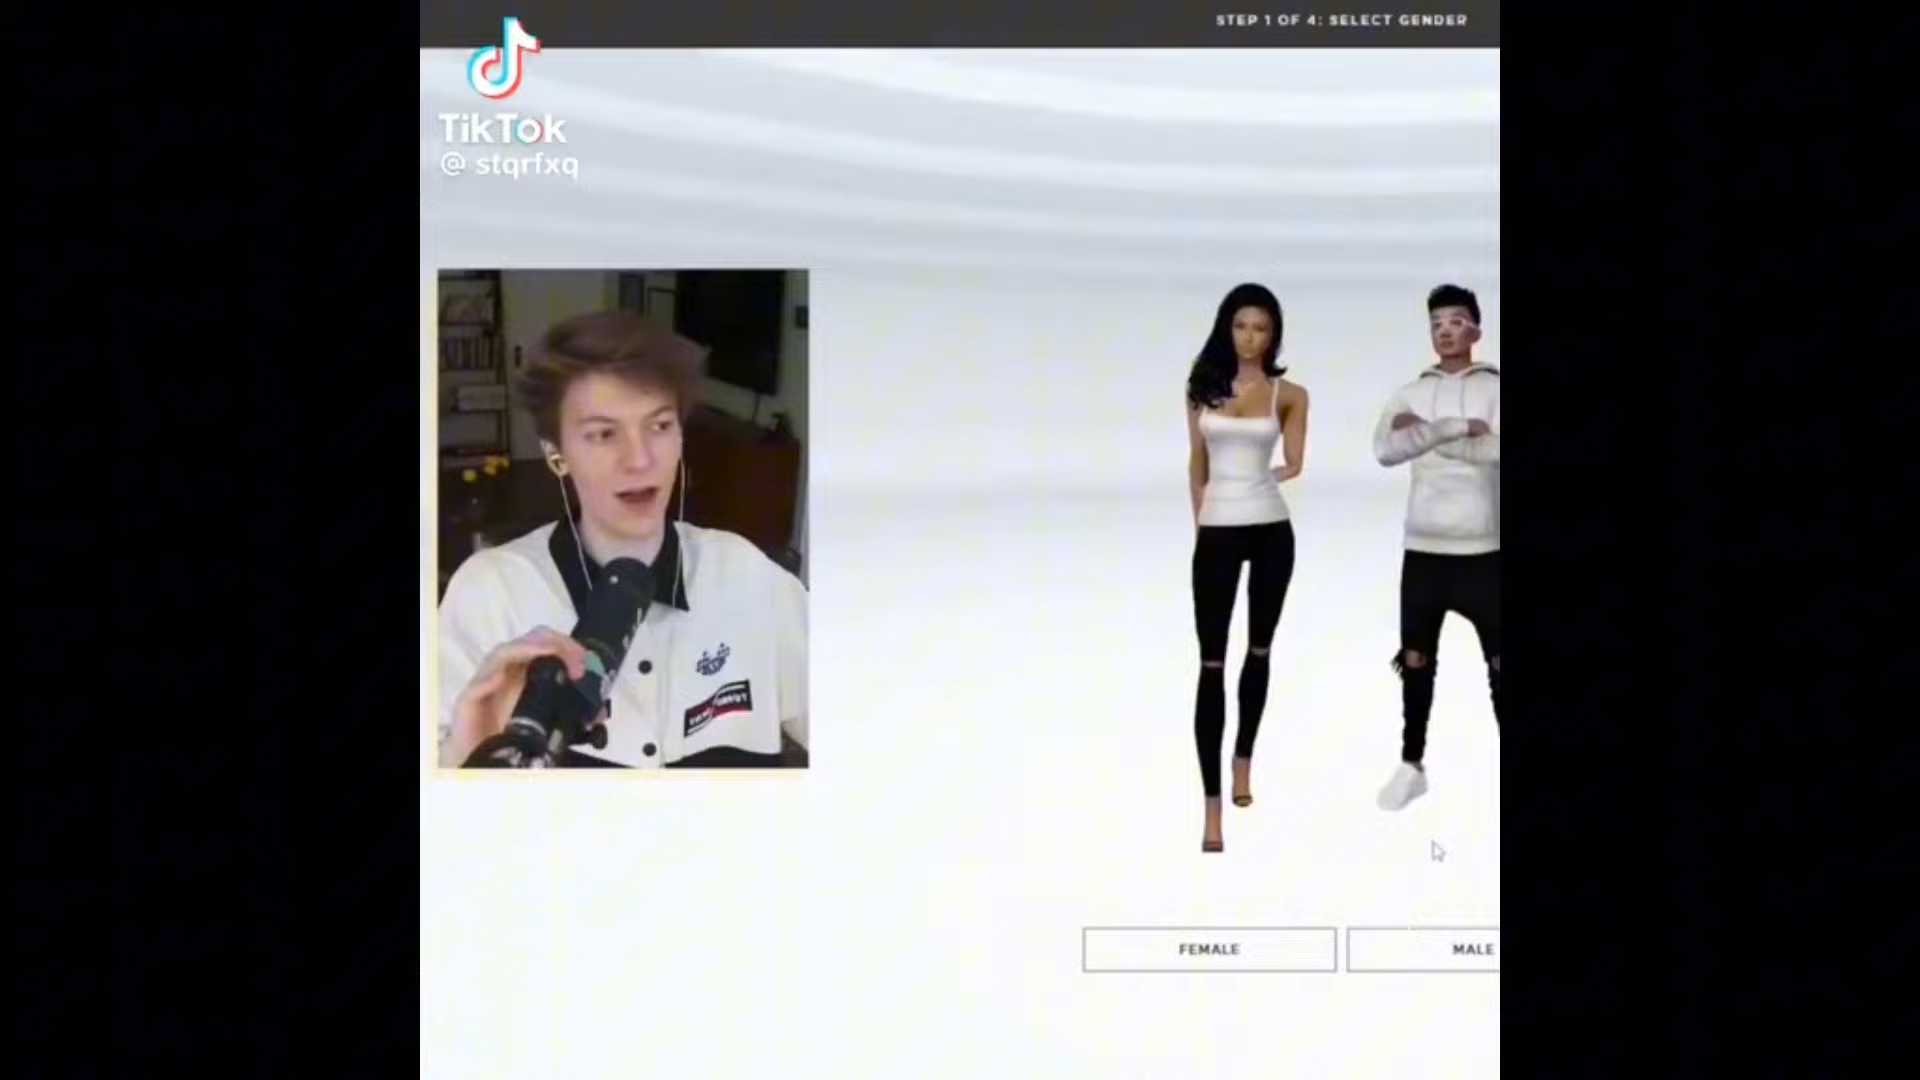 STEP 1 OF 4: SELECT GENDER
TikTok
@ stqrfxq
FEMALE
MALE